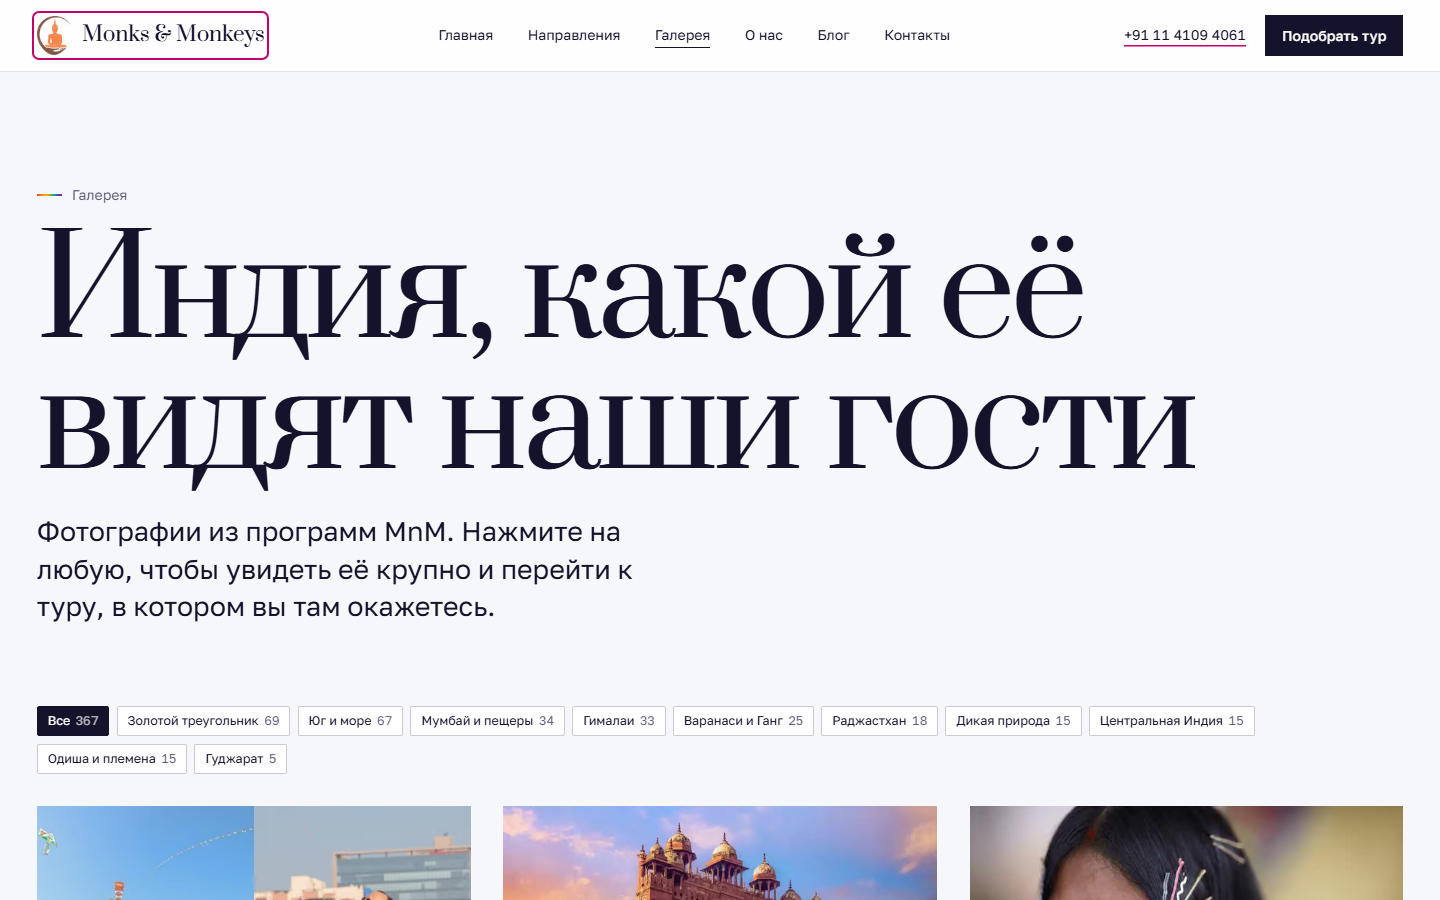 Monks & Monkeys
Главная
Направления
Галерея
О нас
Блог
Контакты
+91 11 4109 4061
Подобрать тур
Галерея
Индия, какой её
видят наши гости
Фотографии из программ MnM. Нажмите на
любую, чтобы увидеть её крупно и перейти к
туру, в котором вы там окажетесь.
Все 367
Золотой треугольник 69
Юг и море 67
Мумбай и пещеры 34
Гималаи 33
Варанаси и Ганг 25
Раджастхан 18
Дикая природа 15
Центральная Индия 15
Одиша и племена 15
Гуджарат 5